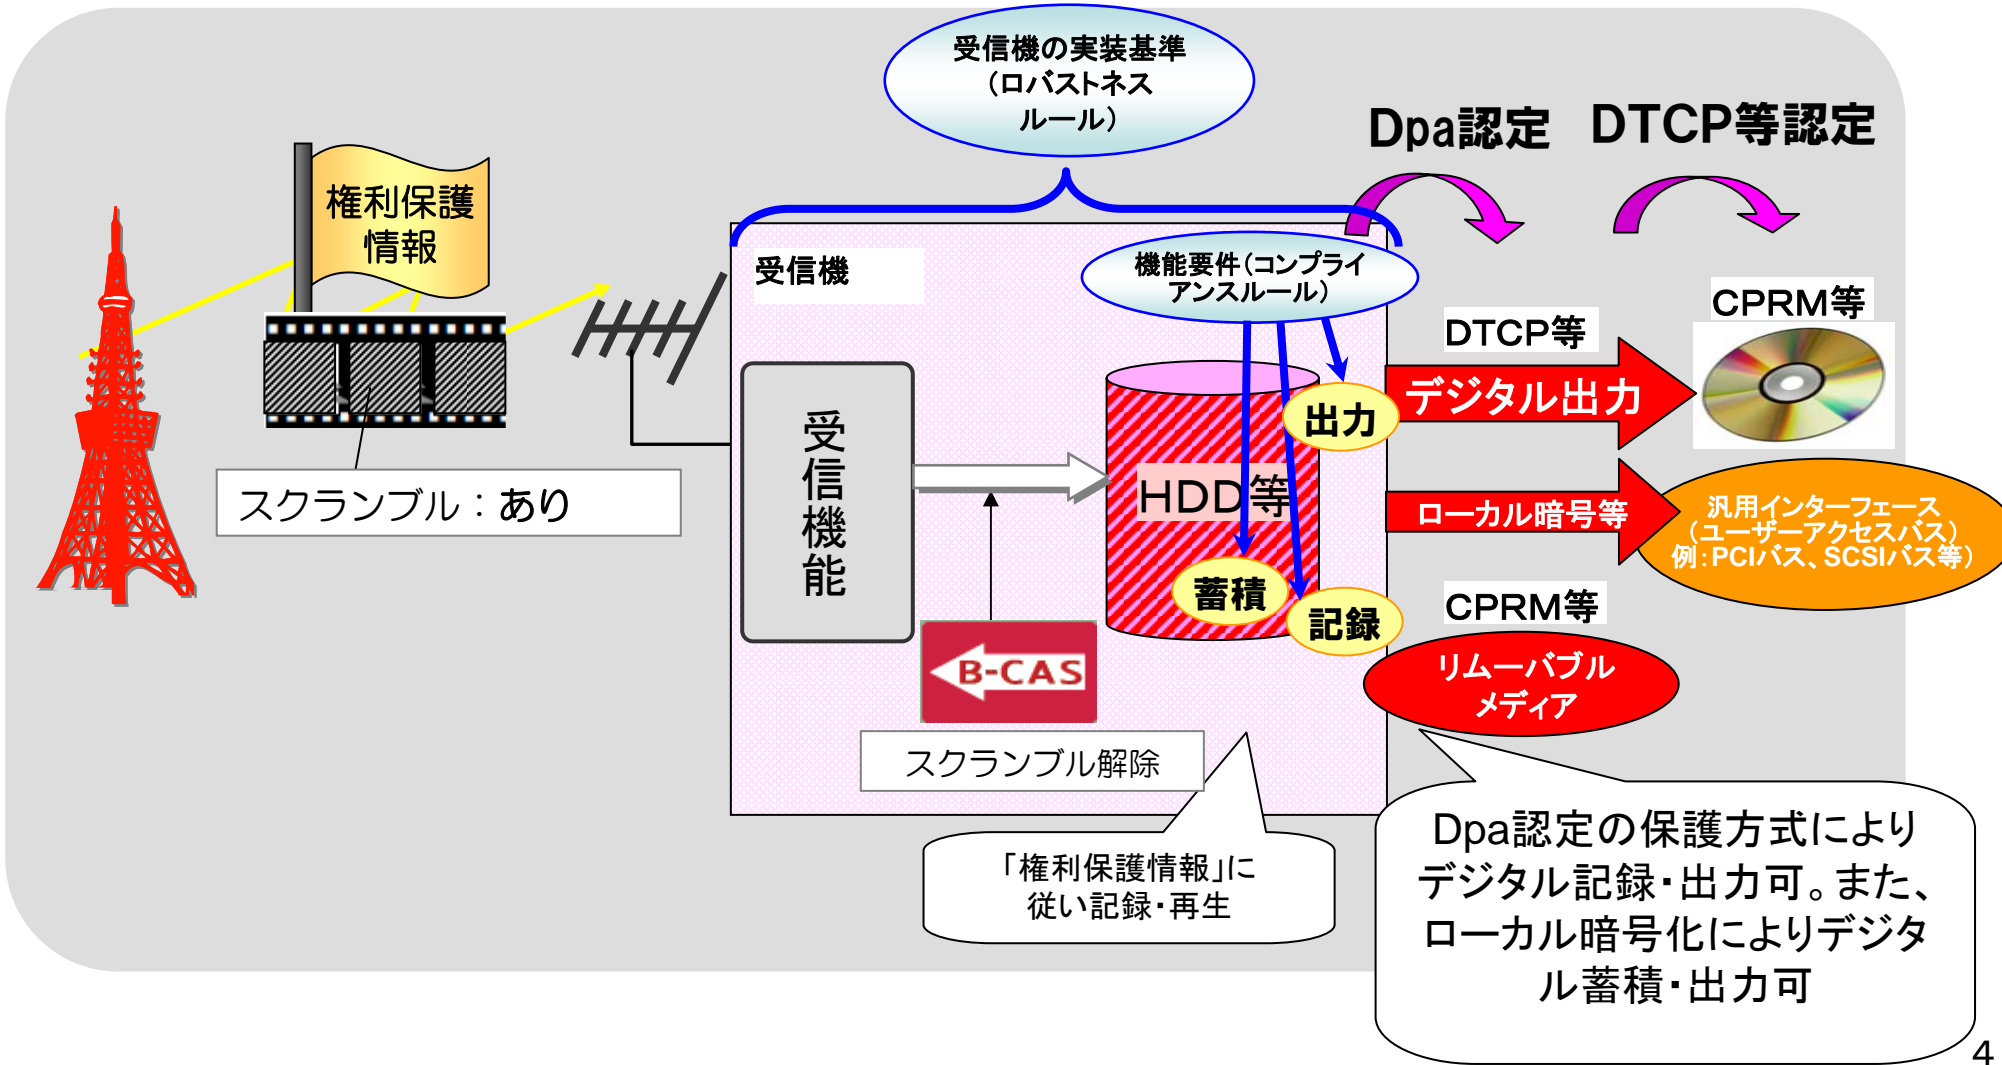 受信機の実装基準
（ロバストネス
ルール）
Dpa認定
DTCP等認定
権利保護
情報
受信機
機能要件（コンプライ
アンスルール）
DTCP等
CPRM等
デジタル出力
出力
受信機能
HDD等
スクランブル：あり
ローカル暗号等
汎用インターフェース
（ユーザーアクセスバス）
例：PCIバス、SCSIバス等）
蓄積
記録
CPRM等
リムーバブル
メディア
B-CAS
スクランブル解除
「権利保護情報」に
従い記録・再生
Dpa認定の保護方式により
デジタル記録・出力可。また、
ローカル暗号化によりデジタ
ル蓄積・出力可
4